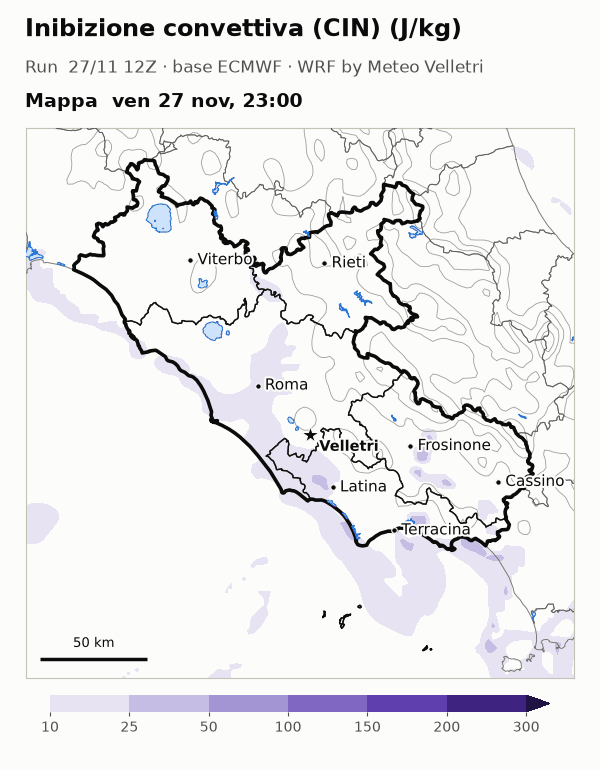 Inibizione convettiva (CIN) (J/kg)
Run  27/11 12Z · base ECMWF · WRF by Meteo Velletri
Mappa  ven 27 nov, 23:00
Viterbo
Rieti
Roma
Velletri
Frosinone
Cassino
Latina
Terracina
50 km
10 25 50 100 150 200 300